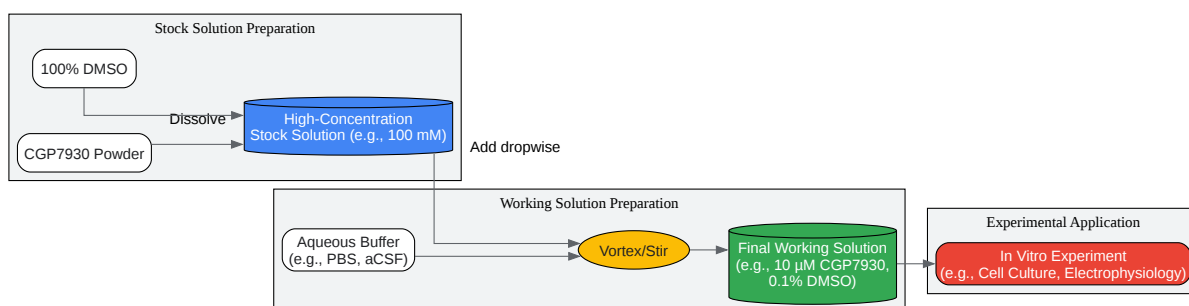 Stock Solution Preparation
100% DMSO
Dissolve
CGP7930 Powder
High-Concentration
Stock Solution (e.g., 100 mM)
Add dropwise
Working Solution Preparation
Aqueous Buffer
(e.g., PBS, aCSF)
Vortex/Stir
Final Working Solution
(e.g., 10 µM CGP7930,
0.1% DMSO)
Experimental Application
In Vitro Experiment
(e.g., Cell Culture, Electrophysiology)